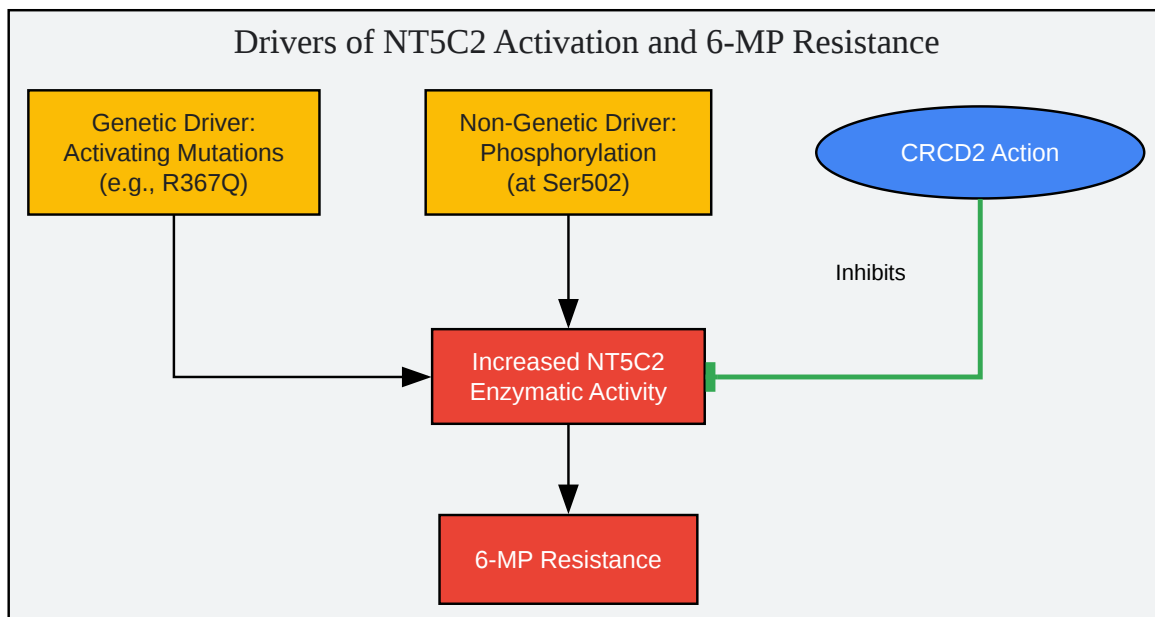 Drivers of NT5C2 Activation and 6-MP Resistance
Genetic Driver:
Activating Mutations
(e.g., R367Q)
Non-Genetic Driver:
Phosphorylation
(at Ser502)
CRCD2 Action
Inhibits
Increased NT5C2
Enzymatic Activity
6-MP Resistance